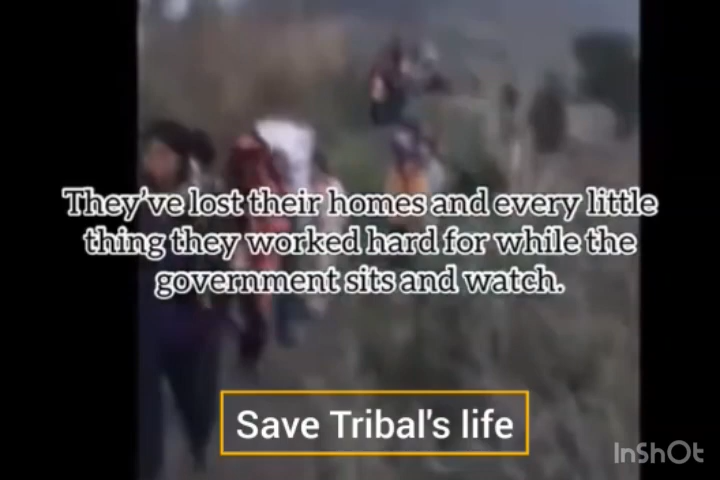 They've lost their homes and every little
thing they worked hard for while the
government sits and watch.
Save Tribal's life
InShOt